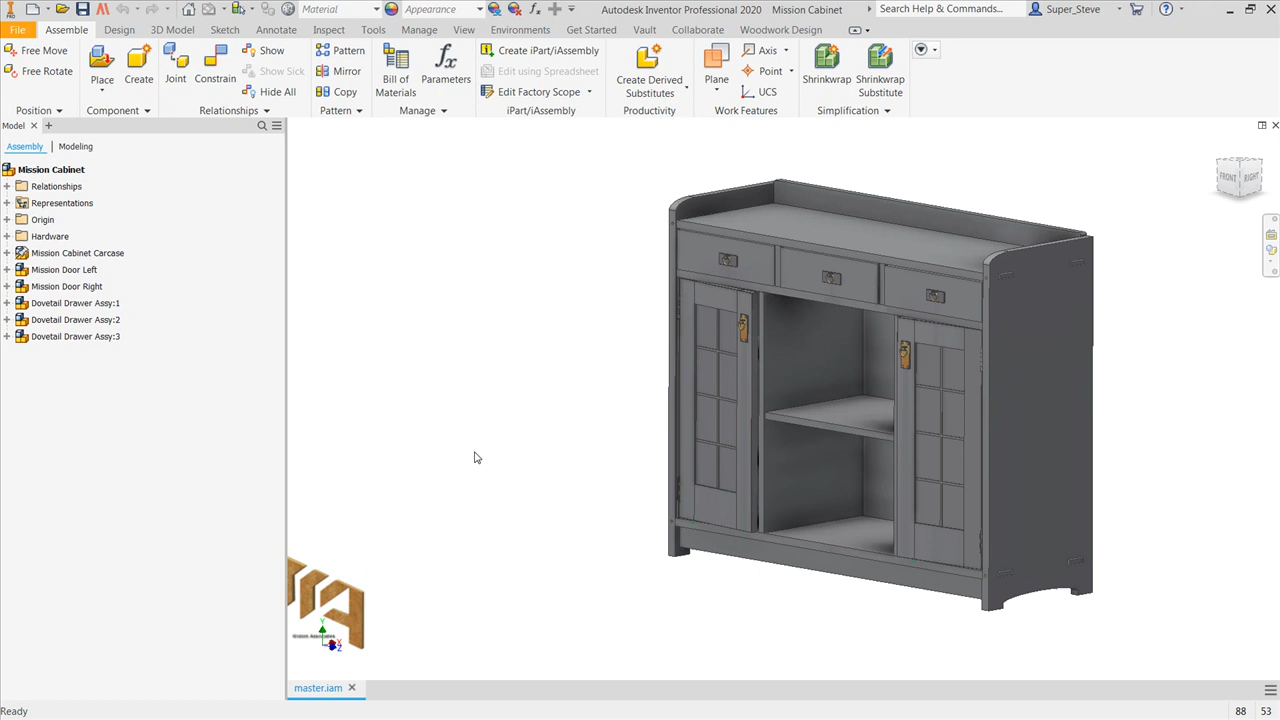 Material
Appearance
Autodesk Inventor Professional 2020 Mission Cabinet
Search Help & Commands...
Super_Steve
PRO
File
Assemble
Design
3D Model
Sketch
Annotate
Inspect
Tools
Manage
View
Environments
Get Started
Vault
Collaborate
Woodwork Design
Free Move
Free Rotate
Position
Place
Create
Component
Joint
Constrain
Show
Show Sick
Hide All
Relationships
Pattern
Mirror
Copy
Pattern
Bill of
Materials
Parameters
Manage
Create iPart/iAssembly
Edit using Spreadsheet
Edit Factory Scope
iPart/iAssembly
Create Derived
Substitutes
Productivity
Plane
Axis
Point
UCS
Work Features
Shrinkwrap
Shrinkwrap
Substitute
Simplification
Model
Assembly
Modeling
Mission Cabinet
Relationships
Representations
Origin
Hardware
Mission Cabinet Carcase
Mission Door Left
Mission Door Right
Dovetail Drawer Assy:1
Dovetail Drawer Assy:2
Dovetail Drawer Assy:3
FRONT
RIGHT
Y
X
Z
master.iam
Ready
88
53